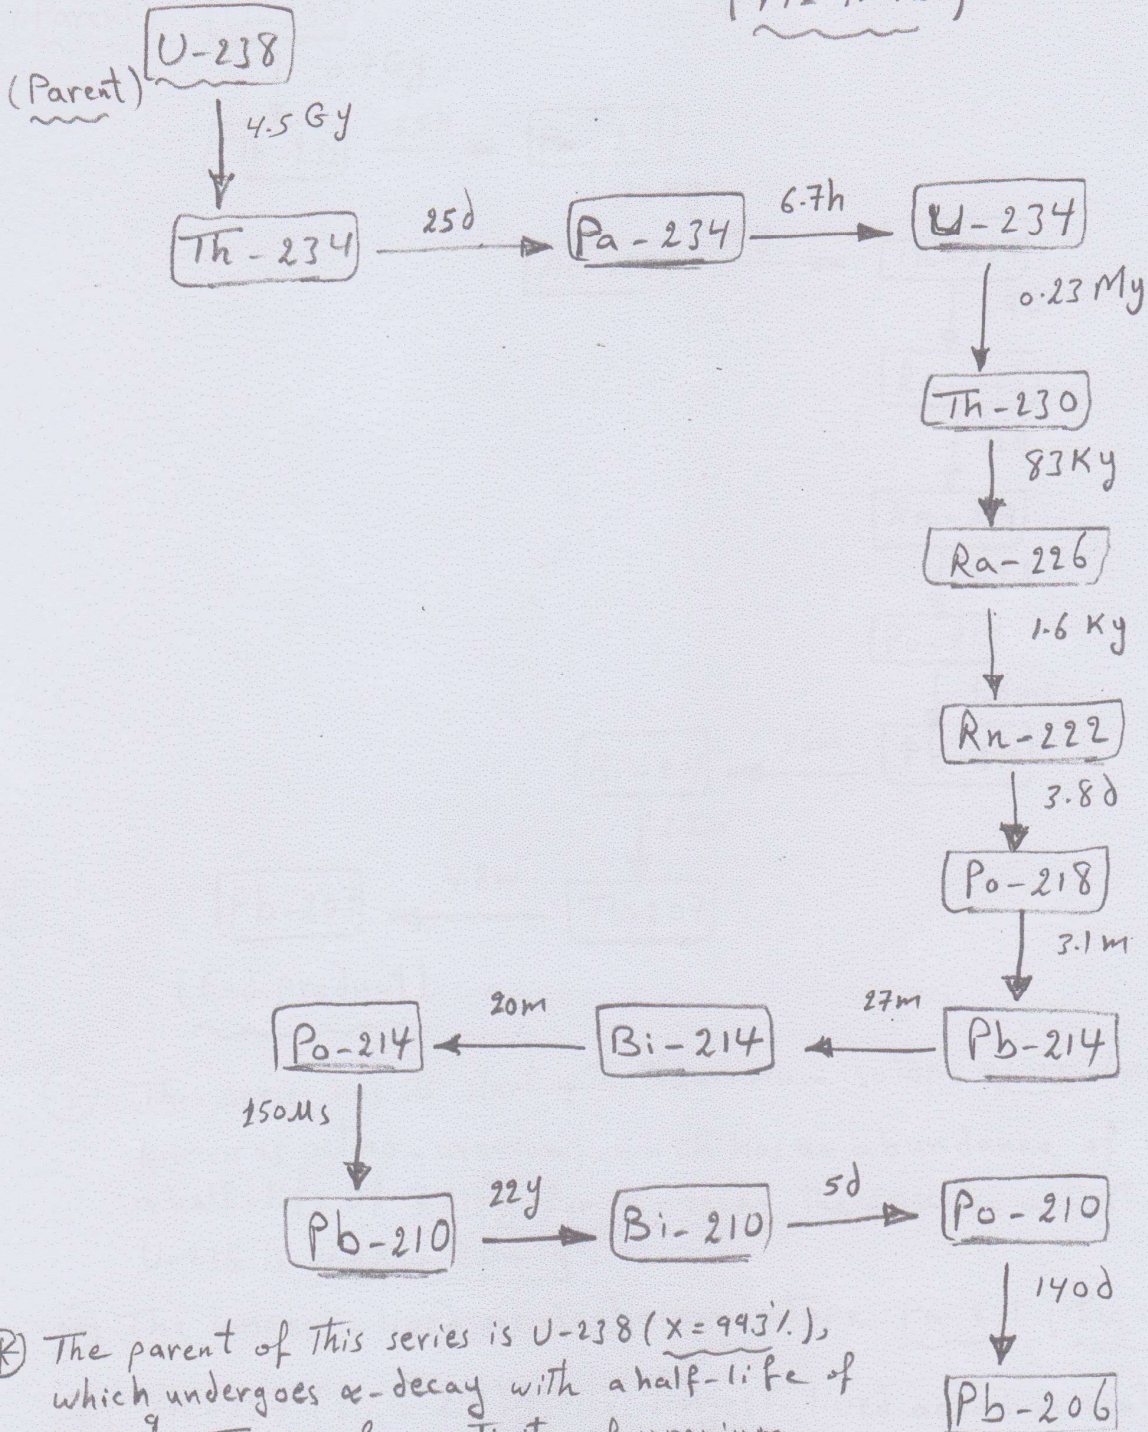 U-238
(Parent)
4.5 Gy
Th-234
25d
Pa-234
6.7h
U-234
0.23 My
Th-230
83Ky
Ra-226
1.6 Ky
Rn-222
3.8d
Po-218
3.1m
Pb-214
27m
Bi-214
20m
Po-214
150Ms
Pb-210
22y
Bi-210
5d
Po-210
140d
Pb-206
The parent of This series is U-238 (x=99.3%),
which undergoes α-decay with a half-life of
9